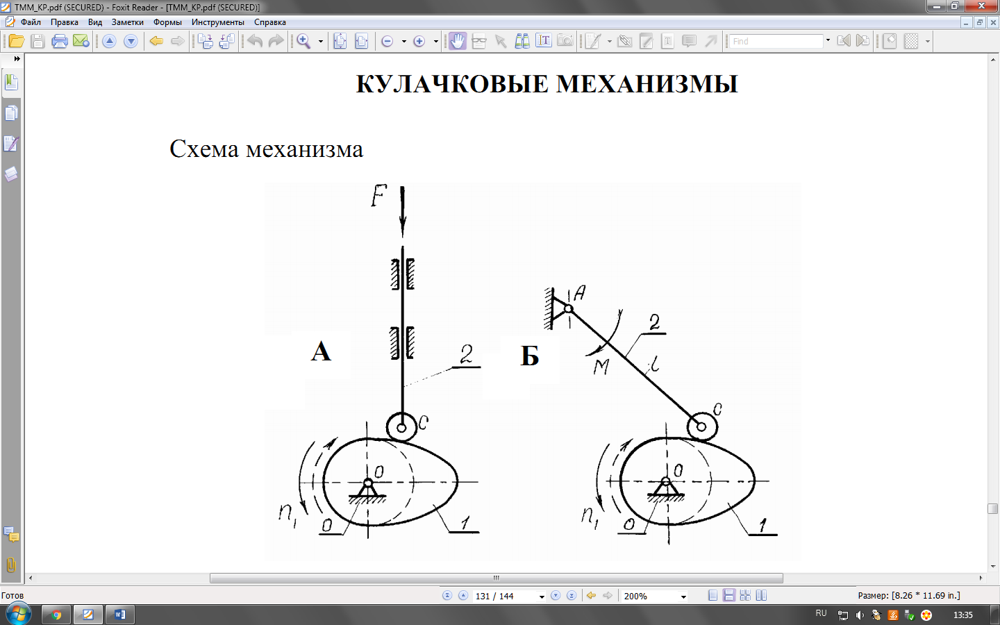 TMM_KP.pdf (SECURED) - Foxit Reader - [TMM_KP.pdf (SECURED)]
Файл Правка Вид Заметки Формы Инструменты Справка
Find
КУЛАЧКОВЫЕ МЕХАНИЗМЫ
Схема механизма
F
A
2
А
2
Б
M
l
C
C
O
O
n1
0
1
n1
0
1
Готов
131 / 144
200%
Размер: [8.26 * 11.69 in.]
RU
13:35